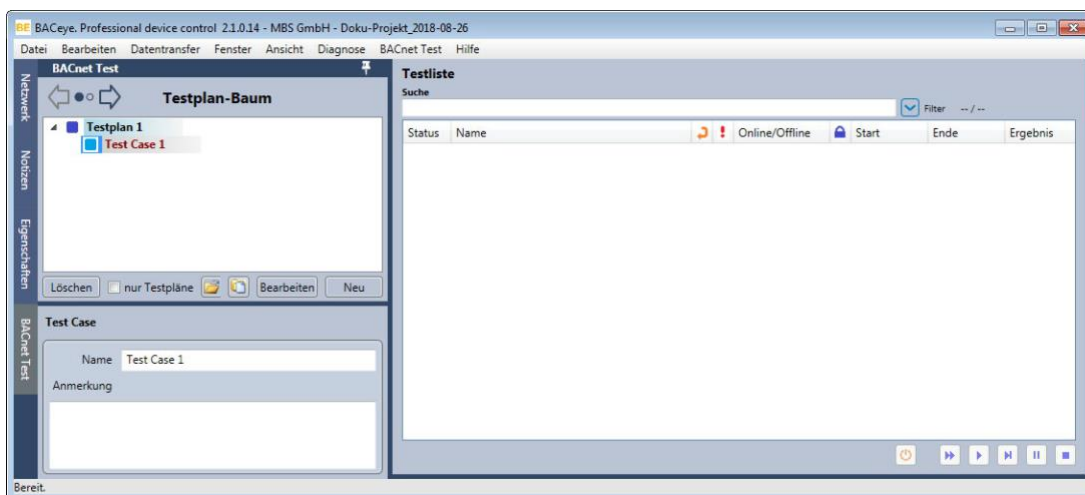 BE BACeye. Professional device control 2.1.0.14 - MBS GmbH - Doku-Projekt_2018-08-26
Datei Bearbeiten Datentransfer Fenster Ansicht Diagnose BACnet Test Hilfe
Netzwerk
Notizen
Eigenschaften
BACnet Test
BACnet Test
Testplan-Baum
Testplan 1
Test Case 1
Löschen nur Testpläne Bearbeiten Neu
Test Case
Name Test Case 1
Anmerkung
Testliste
Suche
Filter --/--
Status Name Online/Offline Start Ende Ergebnis
Bereit.